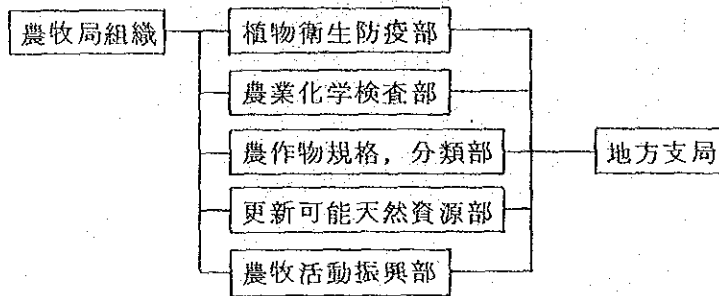 農牧局組織
植物衛生防疫部
農業化学検査部
農作物規格，分類部
更新可能天然資源部
農牧活動振興部
地方支局